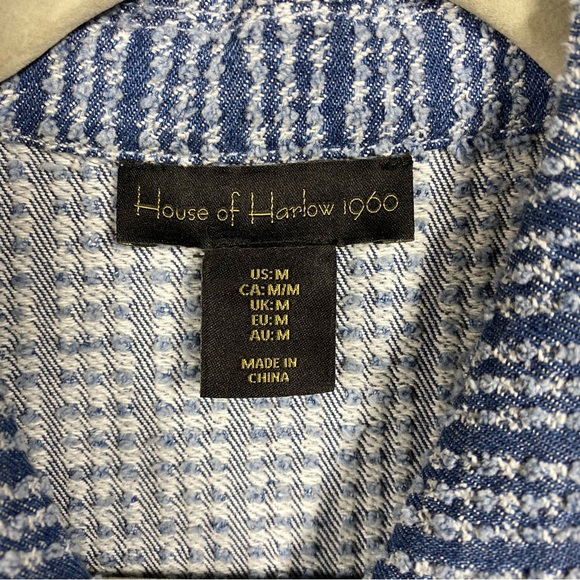 House of Harlow 1960
US: M
CA: M/M
UK: M
EU: M
AU: M
MADE IN
CHINA